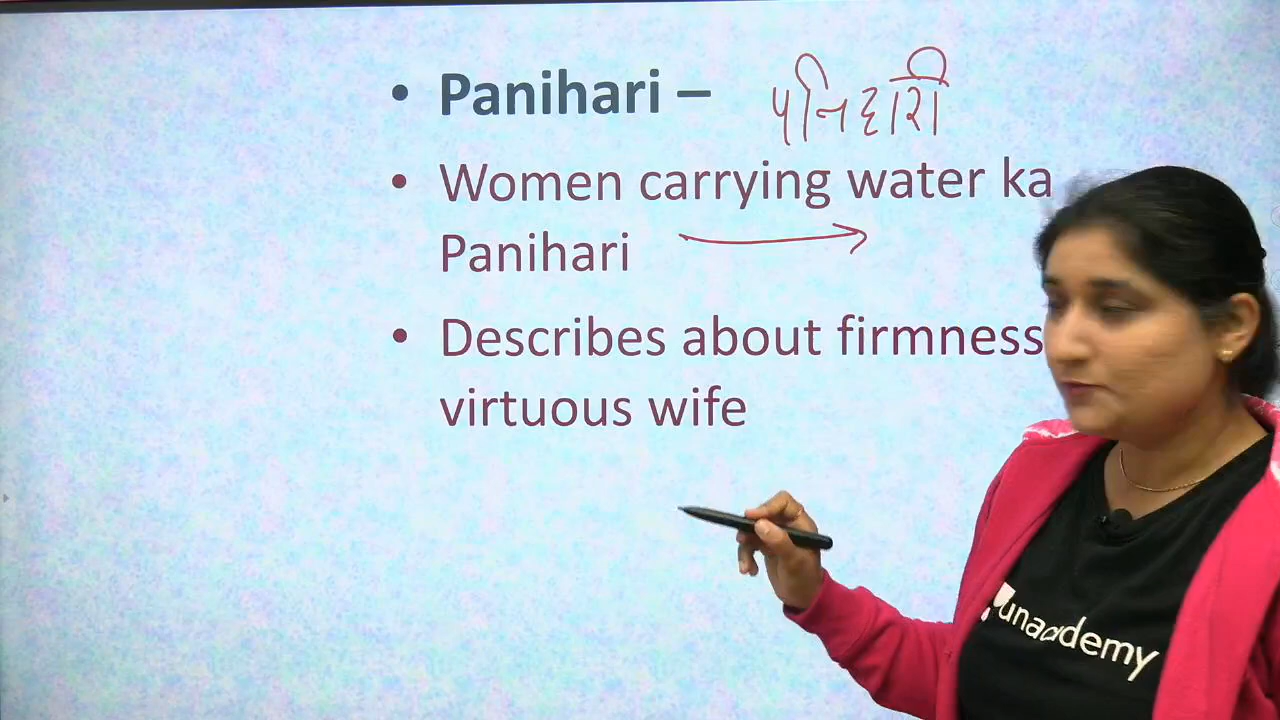 • Panihari – पनिहारी
• Women carrying water ka
Panihari
• Describes about firmness
virtuous wife
unacademy